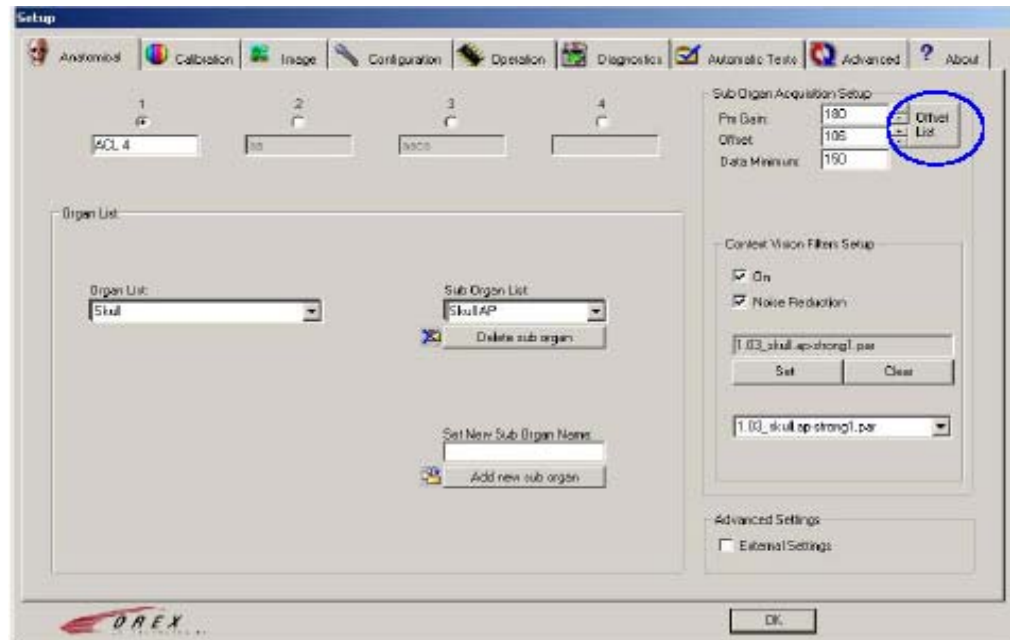 Setup
Anatomical Calibration Image Configuration Operation Diagnostics Automatic Tests Advanced About
1 2 3 4
ACL 4 aa
Sub Organ Acquisition Setup
Pre Gain: 180
Offset 105
Data Minimum: 150
Offset
List
Organ List
Organ List:
Skull
Sub Organ List
Skull AP
Delete sub organ
Set New Sub Organ Name:
Add new sub organ
Context Vision Filters Setup
On
Noise Reduction
1.03_skull.ap-strong1.par
Set Clear
1.03_skull.ap-strong1.par
Advanced Settings
External Settings
OREX
OK